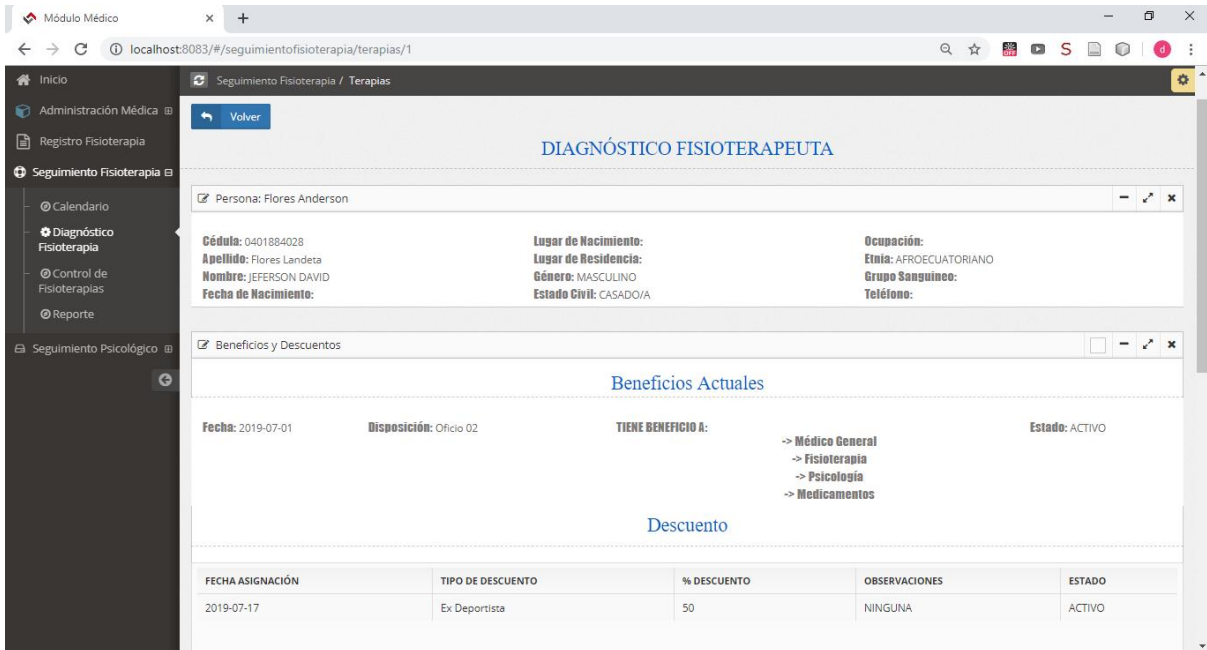 Módulo Médico
localhost:8083/#/seguimientofisioterapia/terapias/1
OFF
S
d
Inicio
Administración Médica
Registro Fisioterapia
Seguimiento Fisioterapia
Calendario
Diagnóstico
Fisioterapia
Control de
Fisioterapias
Reporte
Seguimiento Psicológico
Seguimiento Fisioterapia / Terapias
Volver
DIAGNÓSTICO FISIOTERAPEUTA
Persona: Flores Anderson
Cédula: 0401884028 Lugar de Nacimiento: Ocupación:
Apellido: Flores Landeta Lugar de Residencia: Etnia: AFROECUATORIANO
Nombre: JEFERSON DAVID Género: MASCULINO Grupo Sanguineo:
Fecha de Nacimiento: Estado Civil: CASADO/A Teléfono:
Beneficios y Descuentos
Beneficios Actuales
Fecha: 2019-07-01 Disposición: Oficio 02 TIENE BENEFICIO A: Estado: ACTIVO
-> Médico General
-> Fisioterapia
-> Psicología
-> Medicamentos
Descuento
FECHA ASIGNACIÓN TIPO DE DESCUENTO % DESCUENTO OBSERVACIONES ESTADO
2019-07-17 Ex Deportista 50 NINGUNA ACTIVO